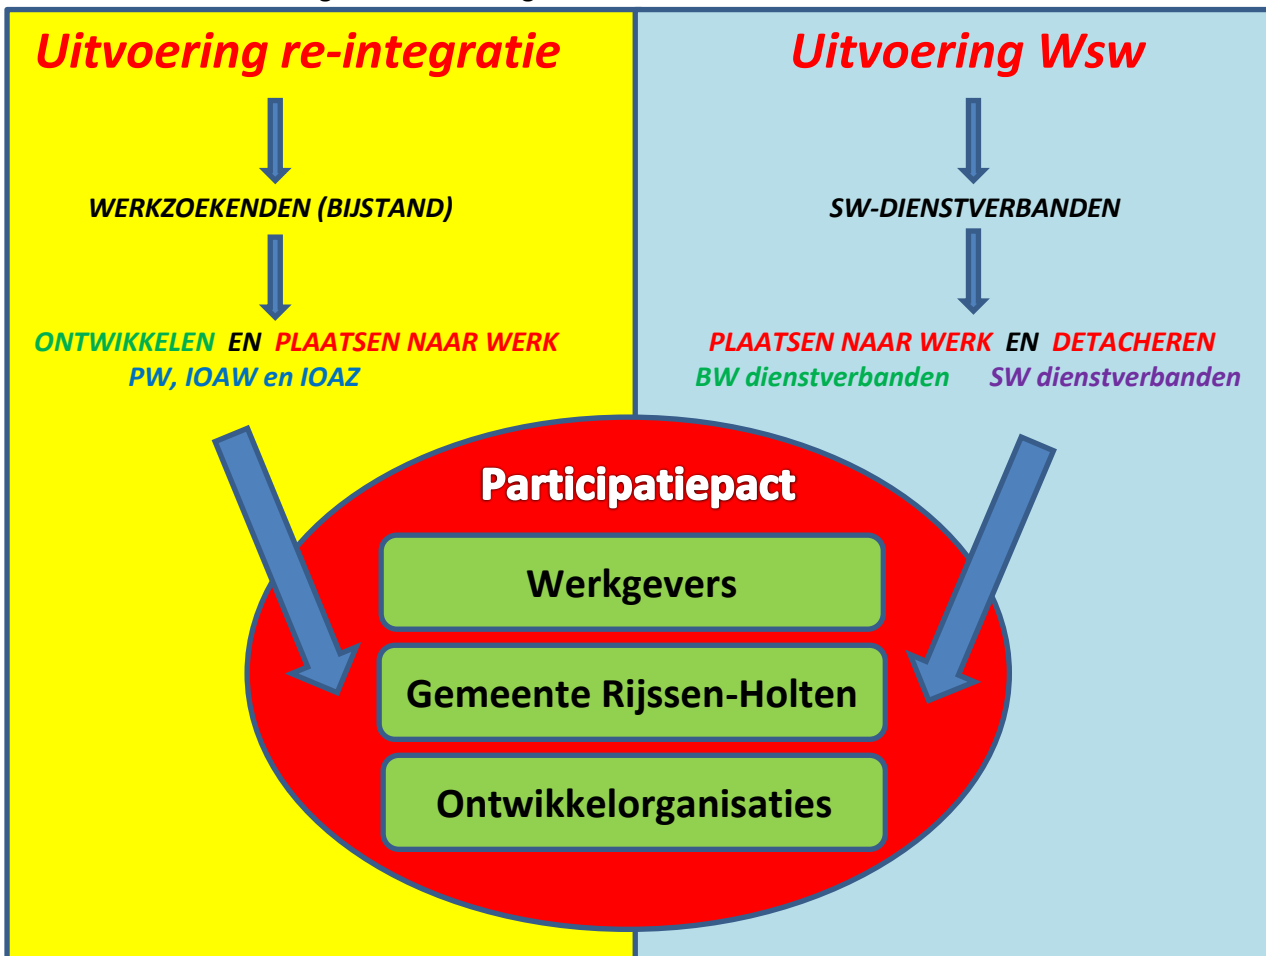 Uitvoering re-integratie
WERKZOEKENDEN (BIJSTAND)
ONTWIKKELEN EN PLAATSEN NAAR WERK
PW, IOAW en IOAZ
Uitvoering Wsw
SW-DIENSTVERBANDEN
PLAATSEN NAAR WERK EN DETACHEREN
BW dienstverbanden SW dienstverbanden
Participatiepact
Werkgevers
Gemeente Rijssen-Holten
Ontwikkelorganisaties